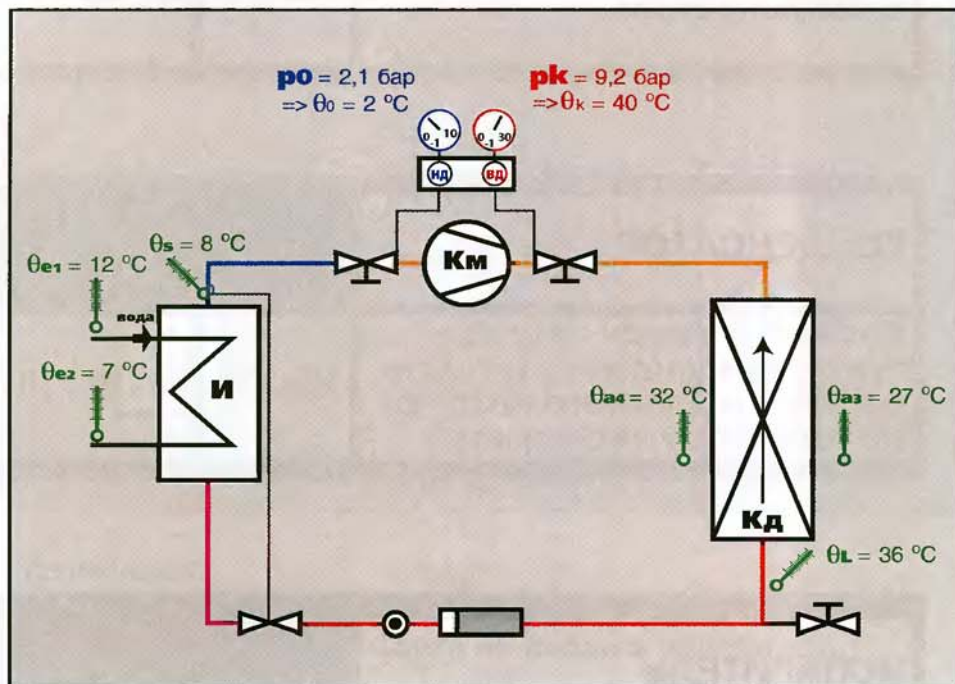 p0 = 2,1 бар
=> θ0 = 2 °C
pk = 9,2 бар
=> θk = 40 °C
0 -1 10
0 -1 30
НД
ВД
θs = 8 °C
Км
θe1 = 12 °C
вода
θe2 = 7 °C
И
θa4 = 32 °C
θa3 = 27 °C
Кд
θL = 36 °C